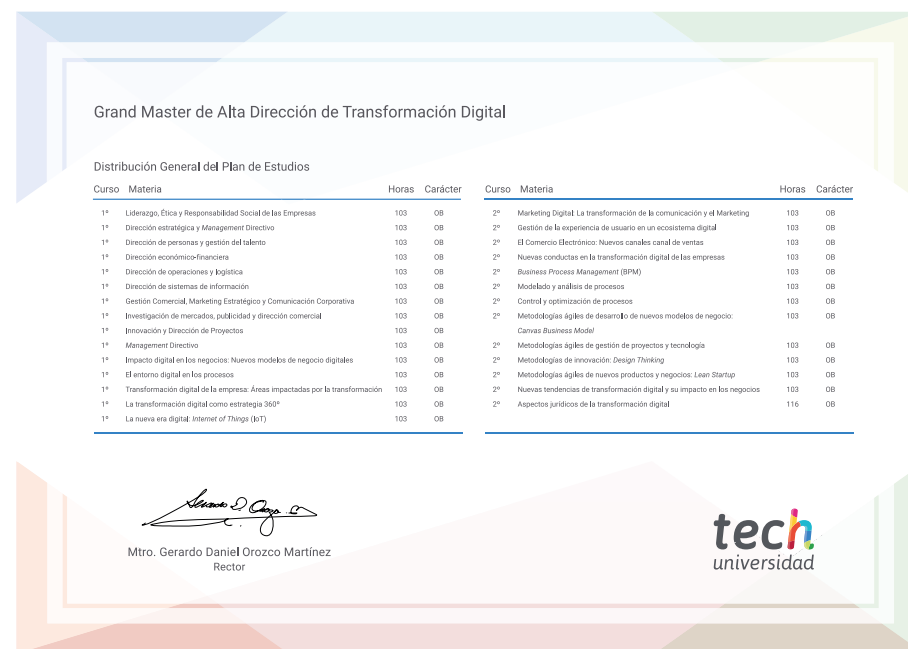 Grand Master de Alta Dirección de Transformación Digital
Distribución General del Plan de Estudios
Curso Materia Horas Carácter
1º Liderazgo, Ética y Responsabilidad Social de las Empresas 103 OB
1º Dirección estratégica y Management Directivo 103 OB
1º Dirección de personas y gestión del talento 103 OB
1º Dirección económico-financiera 103 OB
1º Dirección de operaciones y logística 103 OB
1º Dirección de sistemas de información 103 OB
1º Gestión Comercial, Marketing Estratégico y Comunicación Corporativa 103 OB
1º Investigación de mercados, publicidad y dirección comercial 103 OB
1º Innovación y Dirección de Proyectos 103 OB
1º Management Directivo 103 OB
1º Impacto digital en los negocios: Nuevos modelos de negocio digitales 103 OB
1º El entorno digital en los procesos 103 OB
1º Transformación digital de la empresa: Áreas impactadas por la transformación 103 OB
1º La transformación digital como estrategia 360º 103 OB
1º La nueva era digital: Internet of Things (IoT) 103 OB
Curso Materia Horas Carácter
2º Marketing Digital: La transformación de la comunicación y el Marketing 103 OB
2º Gestión de la experiencia de usuario en un ecosistema digital 103 OB
2º El Comercio Electrónico: Nuevos canales canal de ventas 103 OB
2º Nuevas conductas en la transformación digital de las empresas 103 OB
2º Business Process Management (BPM) 103 OB
2º Modelado y análisis de procesos 103 OB
2º Control y optimización de procesos 103 OB
2º Metodologías ágiles de desarrollo de nuevos modelos de negocio: 103 OB
Canvas Business Model
2º Metodologías ágiles de gestión de proyectos y tecnología 103 OB
2º Metodologías de innovación: Design Thinking 103 OB
2º Metodologías ágiles de nuevos productos y negocios: Lean Startup 103 OB
2º Nuevas tendencias de transformación digital y su impacto en los negocios 103 OB
2º Aspectos jurídicos de la transformación digital 116 OB
Mtro. Gerardo Daniel Orozco Martínez
Rector
tech
universidad